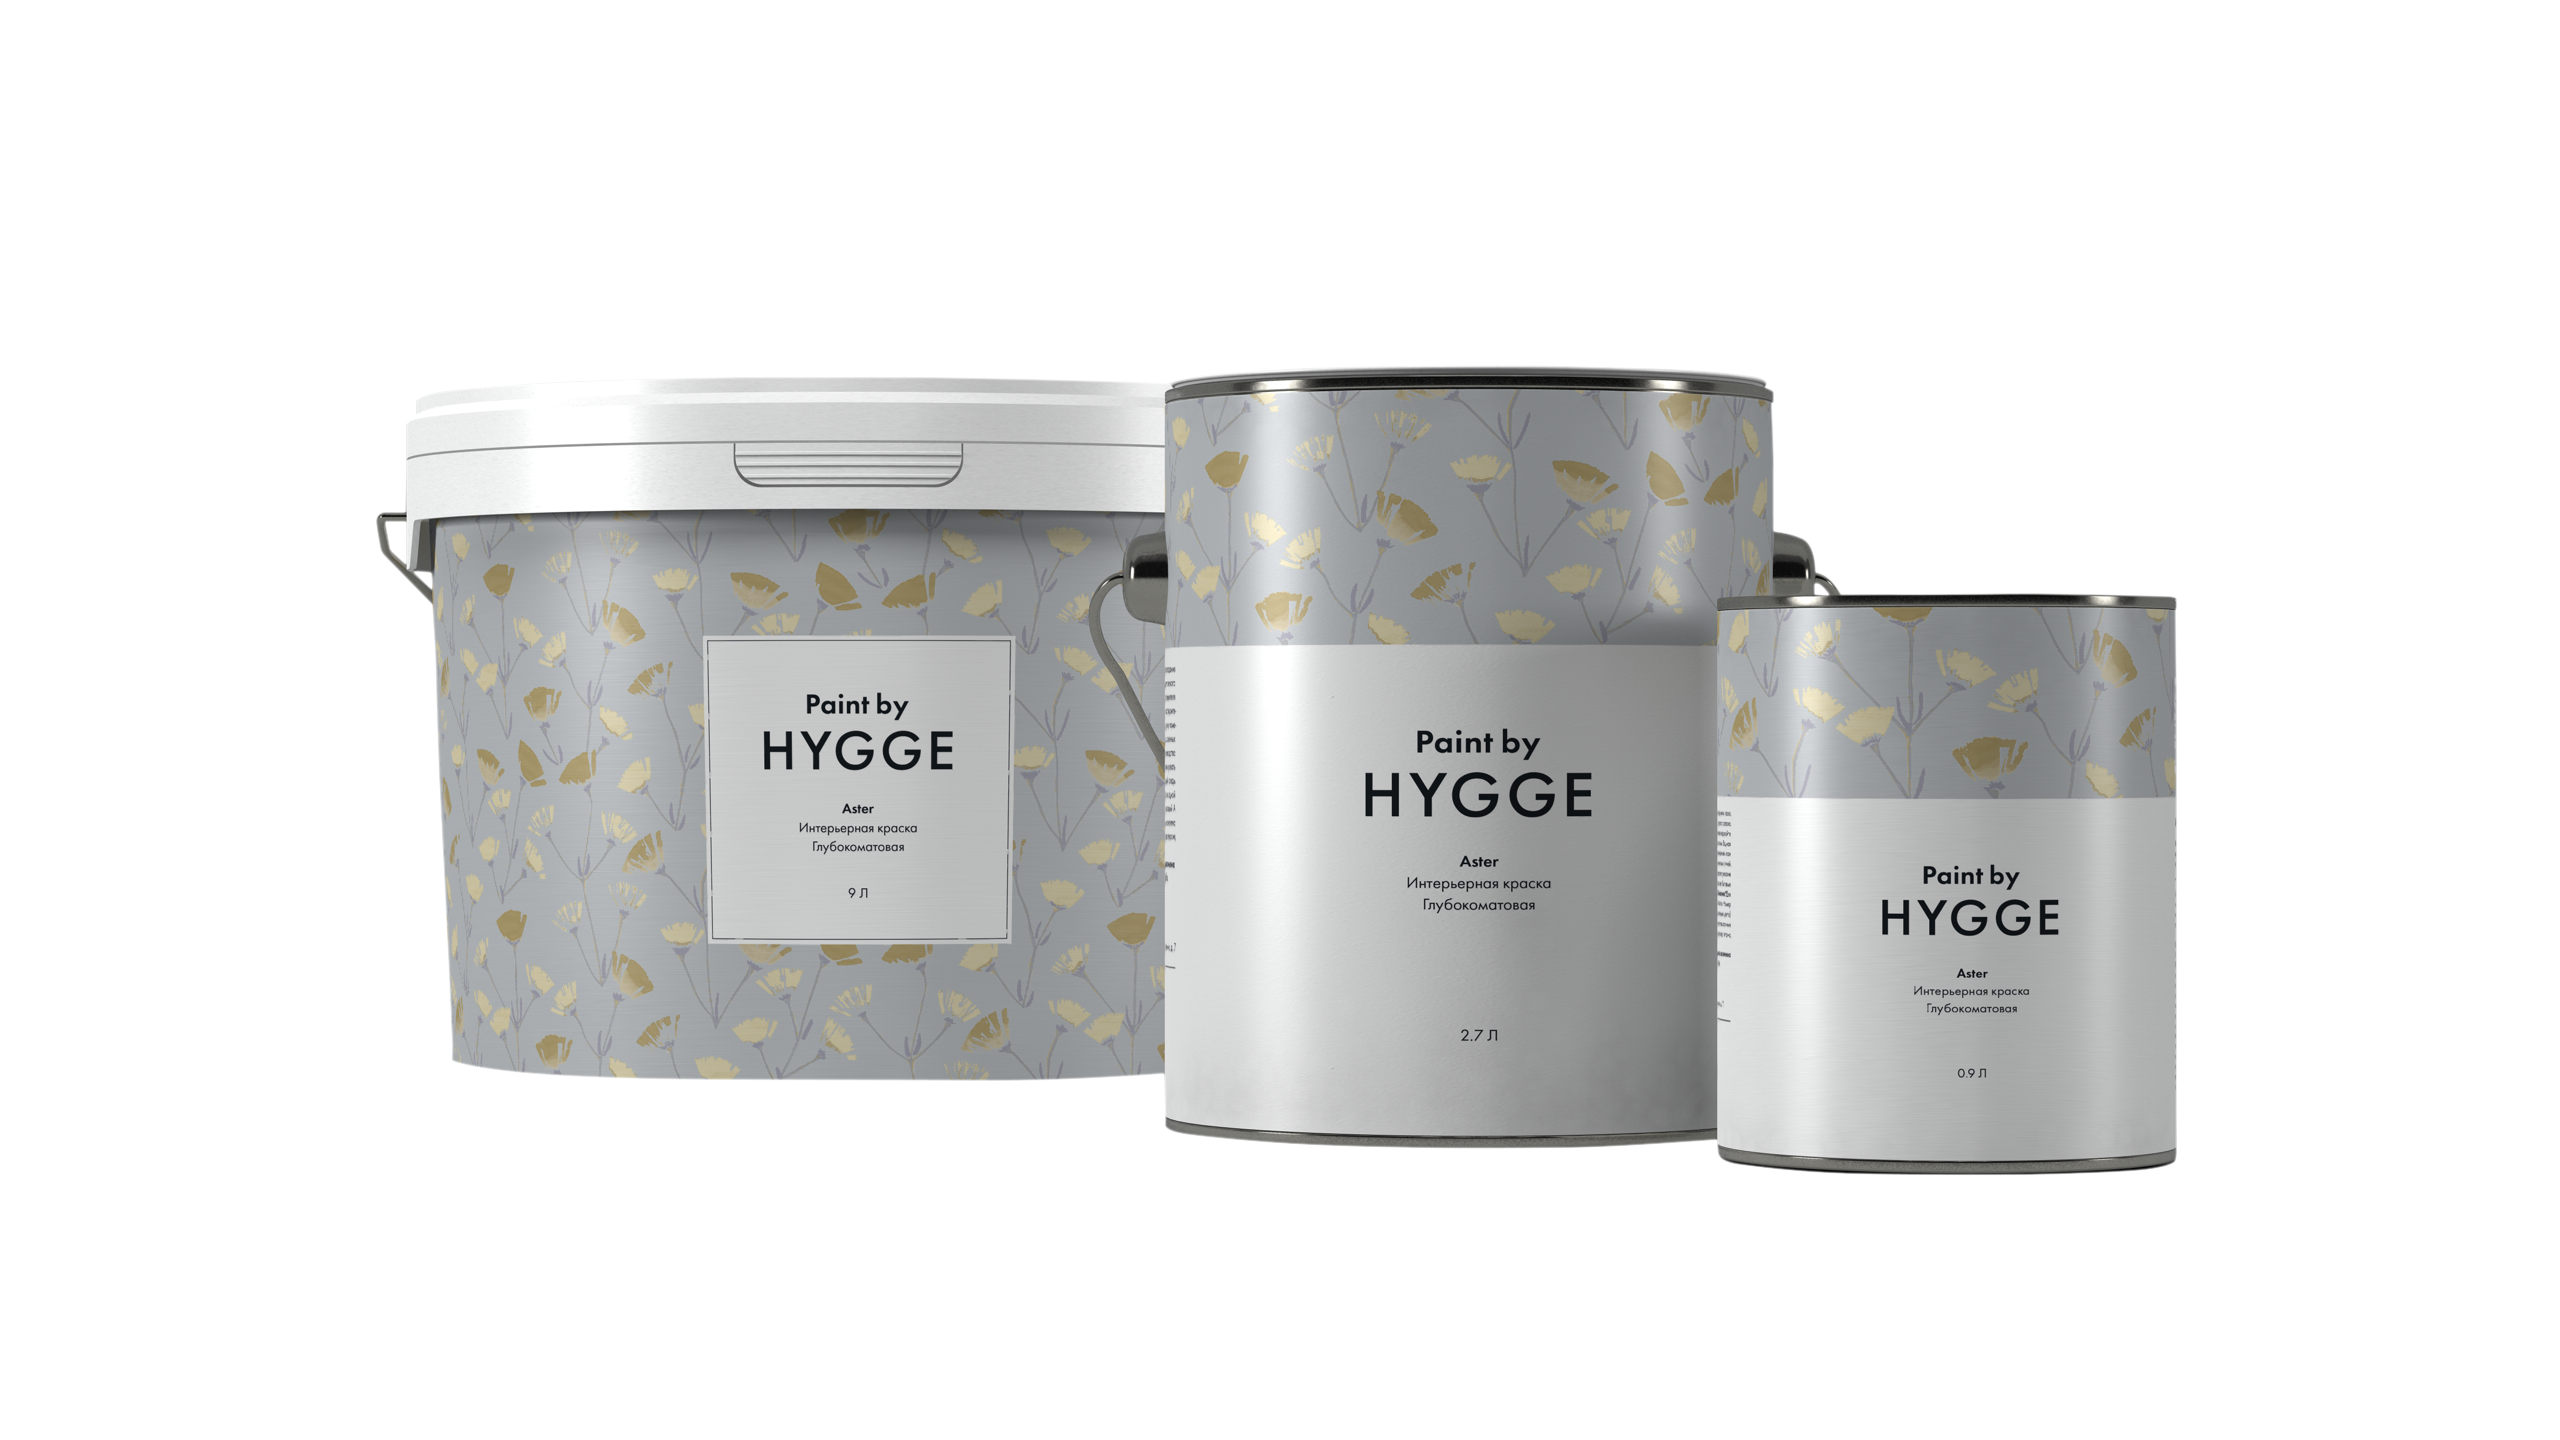 Paint by
HYGGE
Aster
Интерьерная краска
Глубокоматовая
9 Л
Paint by
HYGGE
Aster
Интерьерная краска
Глубокоматовая
2.7 Л
Paint by
HYGGE
Aster
Интерьерная краска
Глубокоматовая
0.9 Л